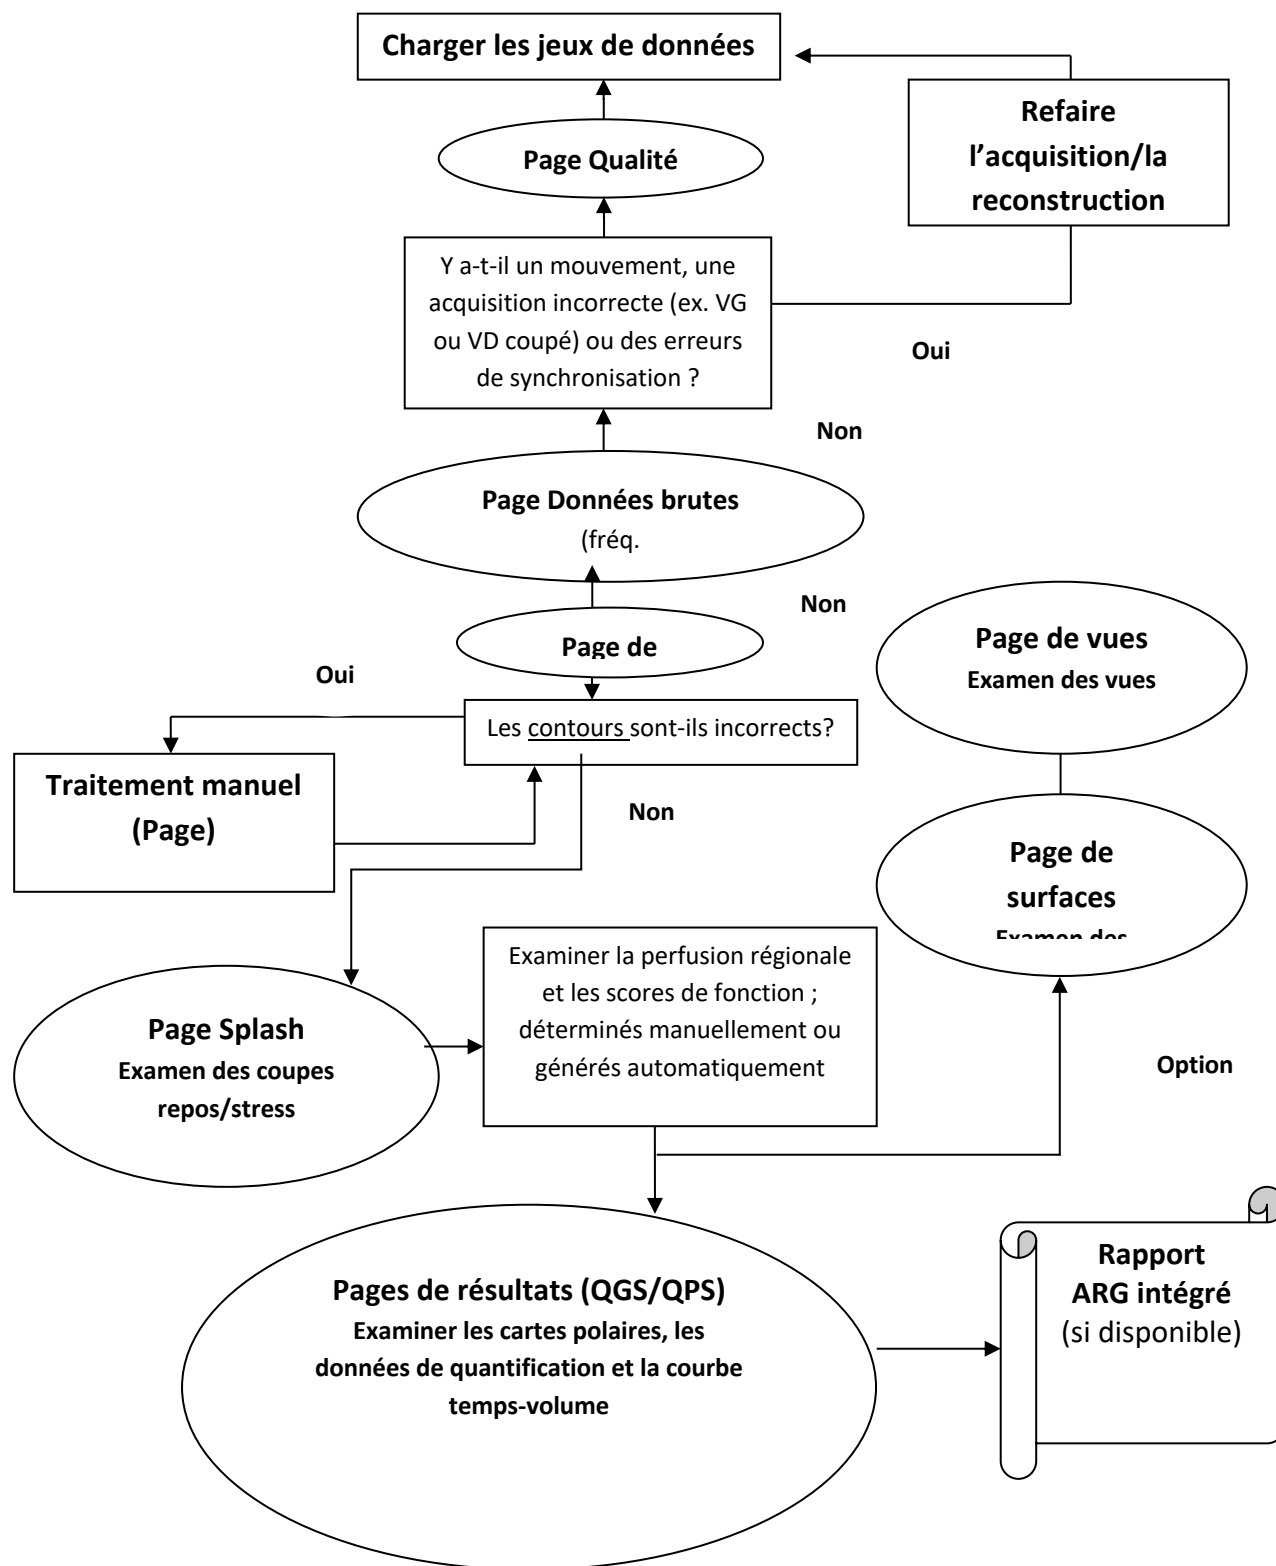 Charger les jeux de données
Refaire
l'acquisition/la
reconstruction
Page Qualité
Y a-t-il un mouvement, une
acquisition incorrecte (ex. VG
ou VD coupé) ou des erreurs
de synchronisation ?
Oui
Non
Page Données brutes
(fréq.
Non
Page de
Oui
Les contours sont-ils incorrects?
Page de vues
Examen des vues
Traitement manuel
(Page)
Non
Page de
surfaces
Examen des
Examiner la perfusion régionale
et les scores de fonction ;
déterminés manuellement ou
générés automatiquement
Page Splash
Examen des coupes
repos/stress
Option
Pages de résultats (QGS/QPS)
Examiner les cartes polaires, les
données de quantification et la courbe
temps-volume
Rapport
ARG intégré
(si disponible)